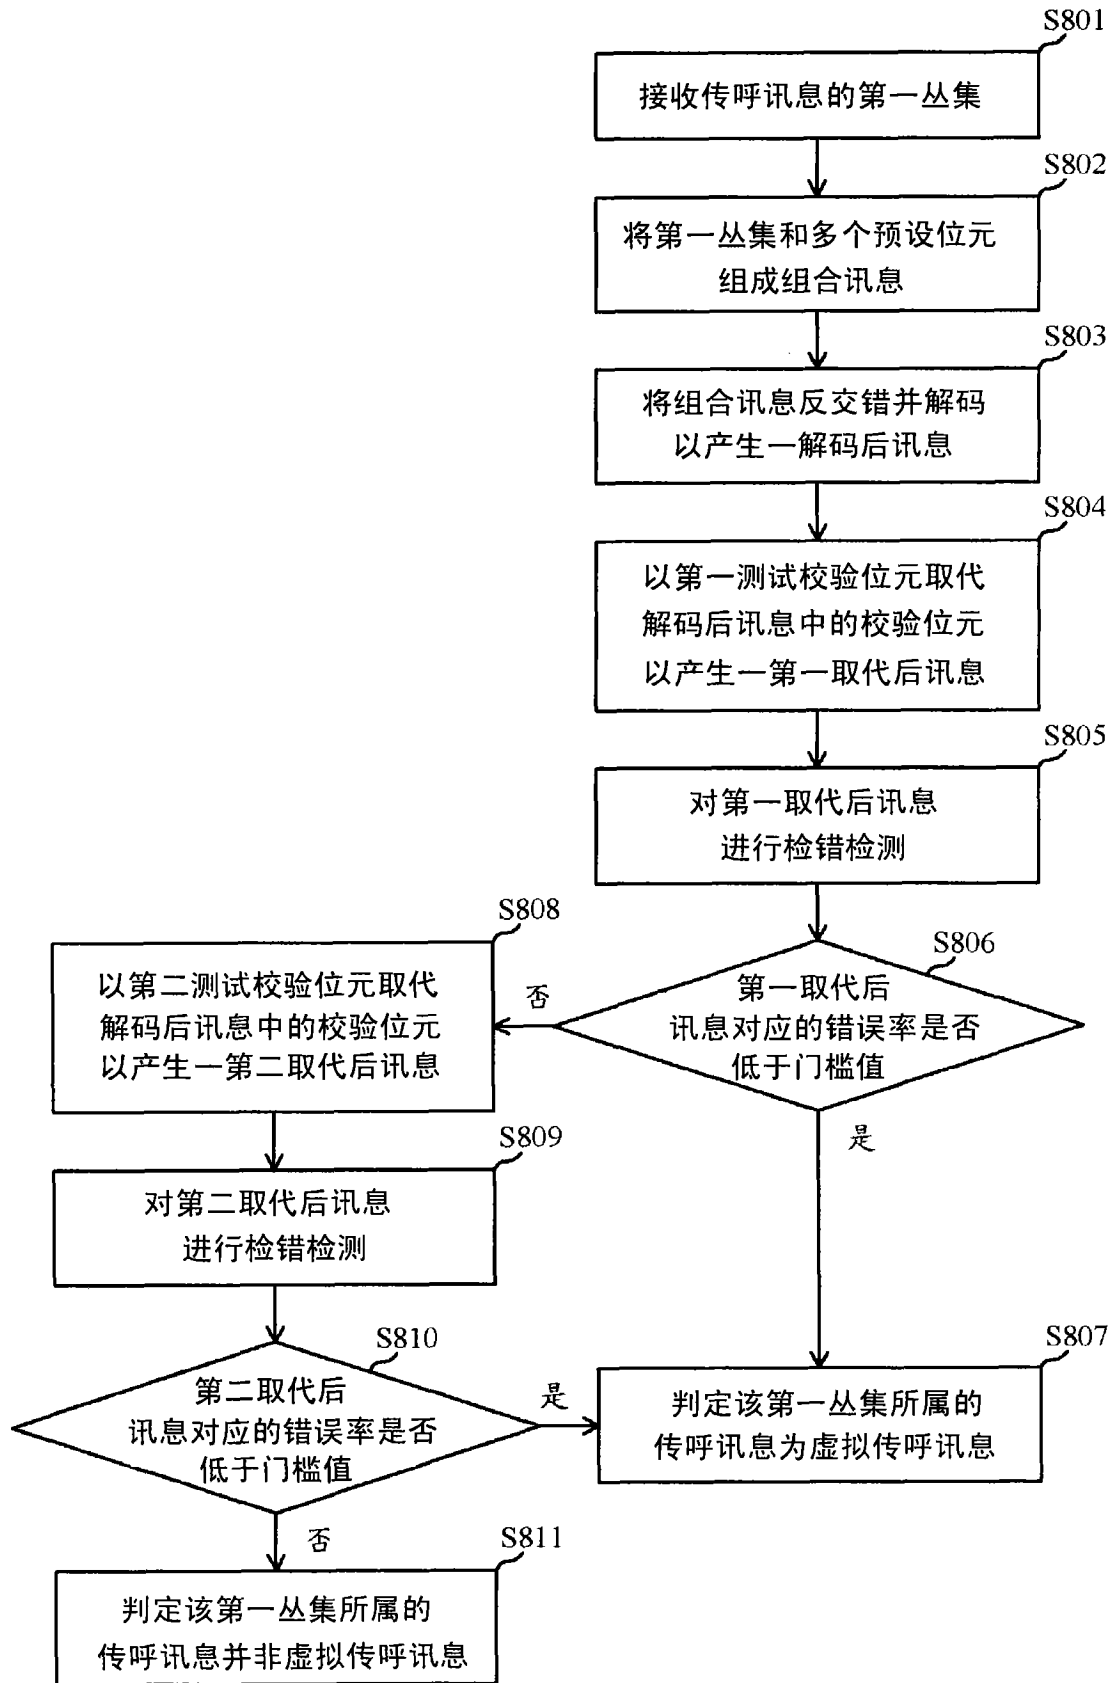 S801
接收传呼讯息的第一丛集
S802
将第一丛集和多个预设位元
组成组合讯息
S803
将组合讯息反交错并解码
以产生一解码后讯息
S804
以第一测试校验位元取代
解码后讯息中的校验位元
以产生一第一取代后讯息
S805
对第一取代后讯息
进行检错检测
S806
第一取代后
讯息对应的错误率是否
低于门槛值
否
是
S808
以第二测试校验位元取代
解码后讯息中的校验位元
以产生一第二取代后讯息
S809
对第二取代后讯息
进行检错检测
S810
第二取代后
讯息对应的错误率是否
低于门槛值
是
否
S807
判定该第一丛集所属的
传呼讯息为虚拟传呼讯息
S811
判定该第一丛集所属的
传呼讯息并非虚拟传呼讯息